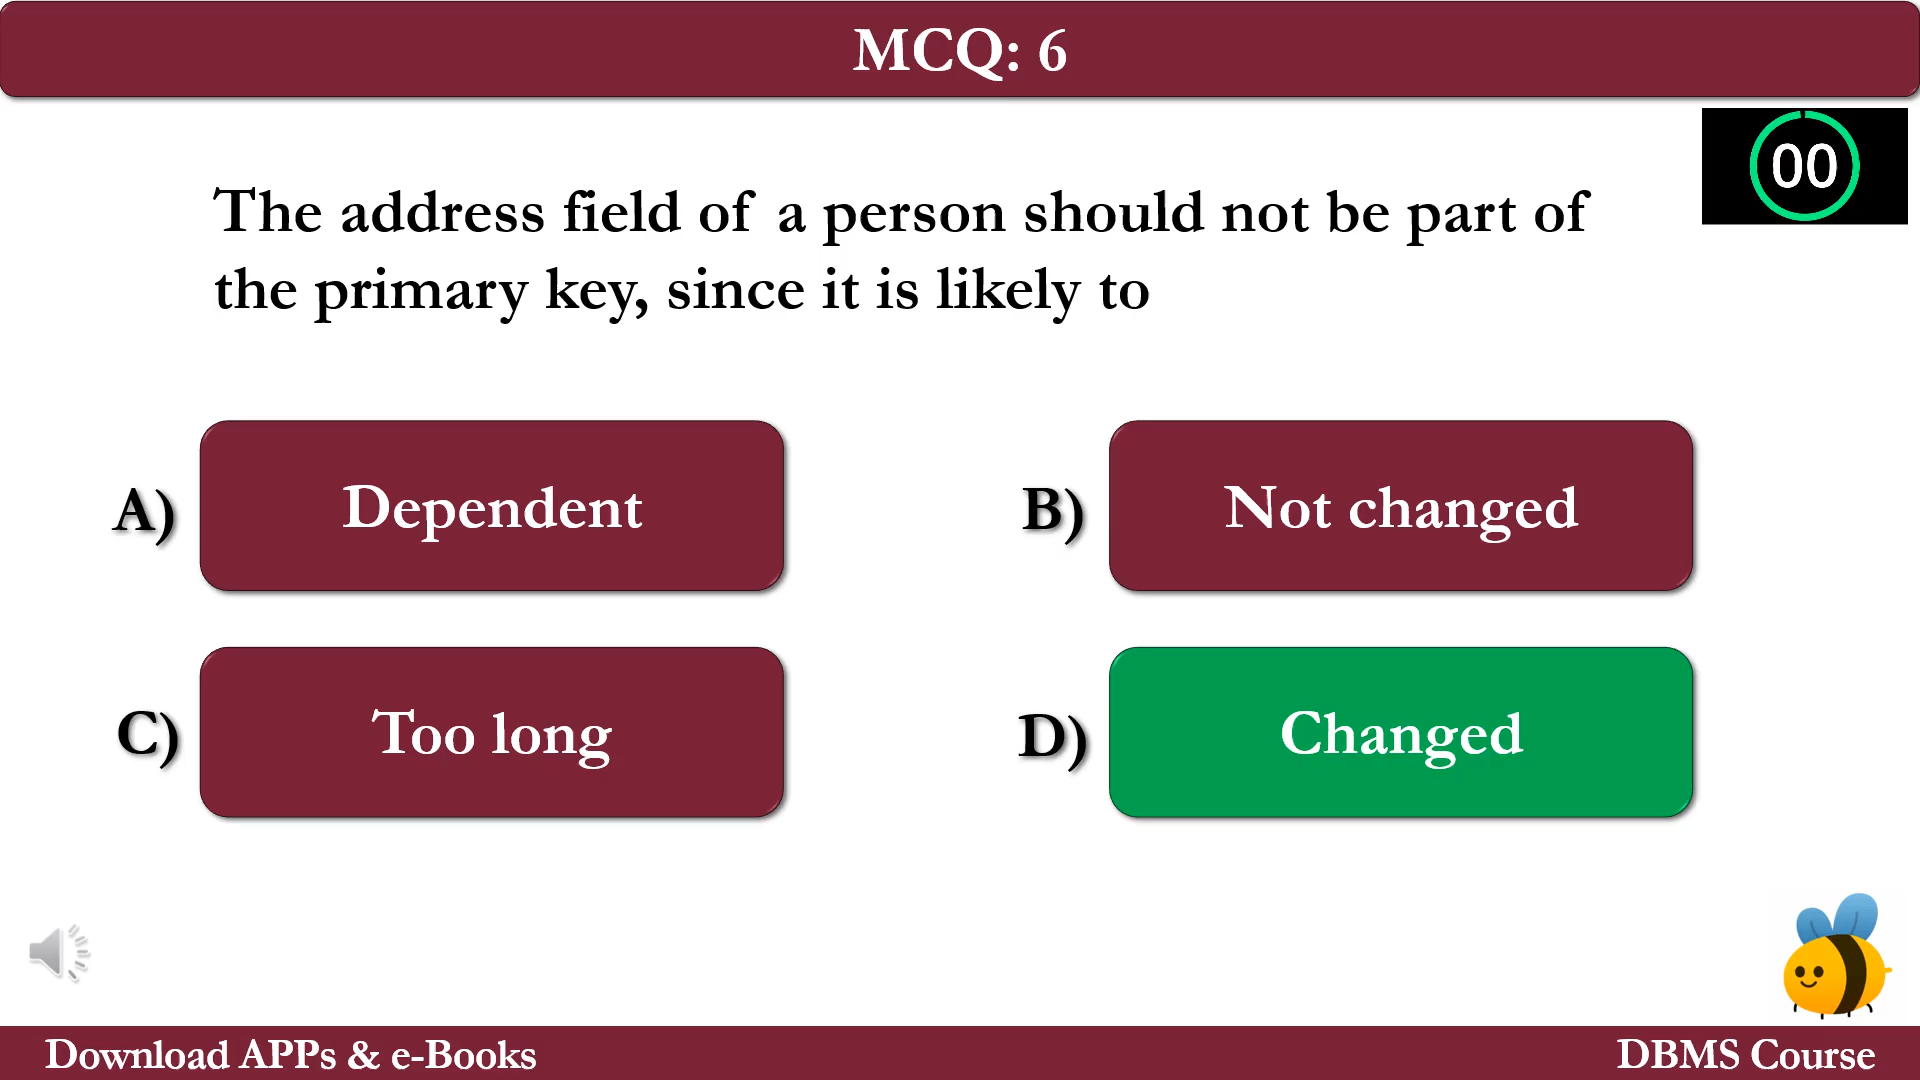 MCQ: 6
00
The address field of a person should not be part of
the primary key, since it is likely to
A) Dependent
B) Not changed
C) Too long
D) Changed
Download APPs & e-Books
DBMS Course